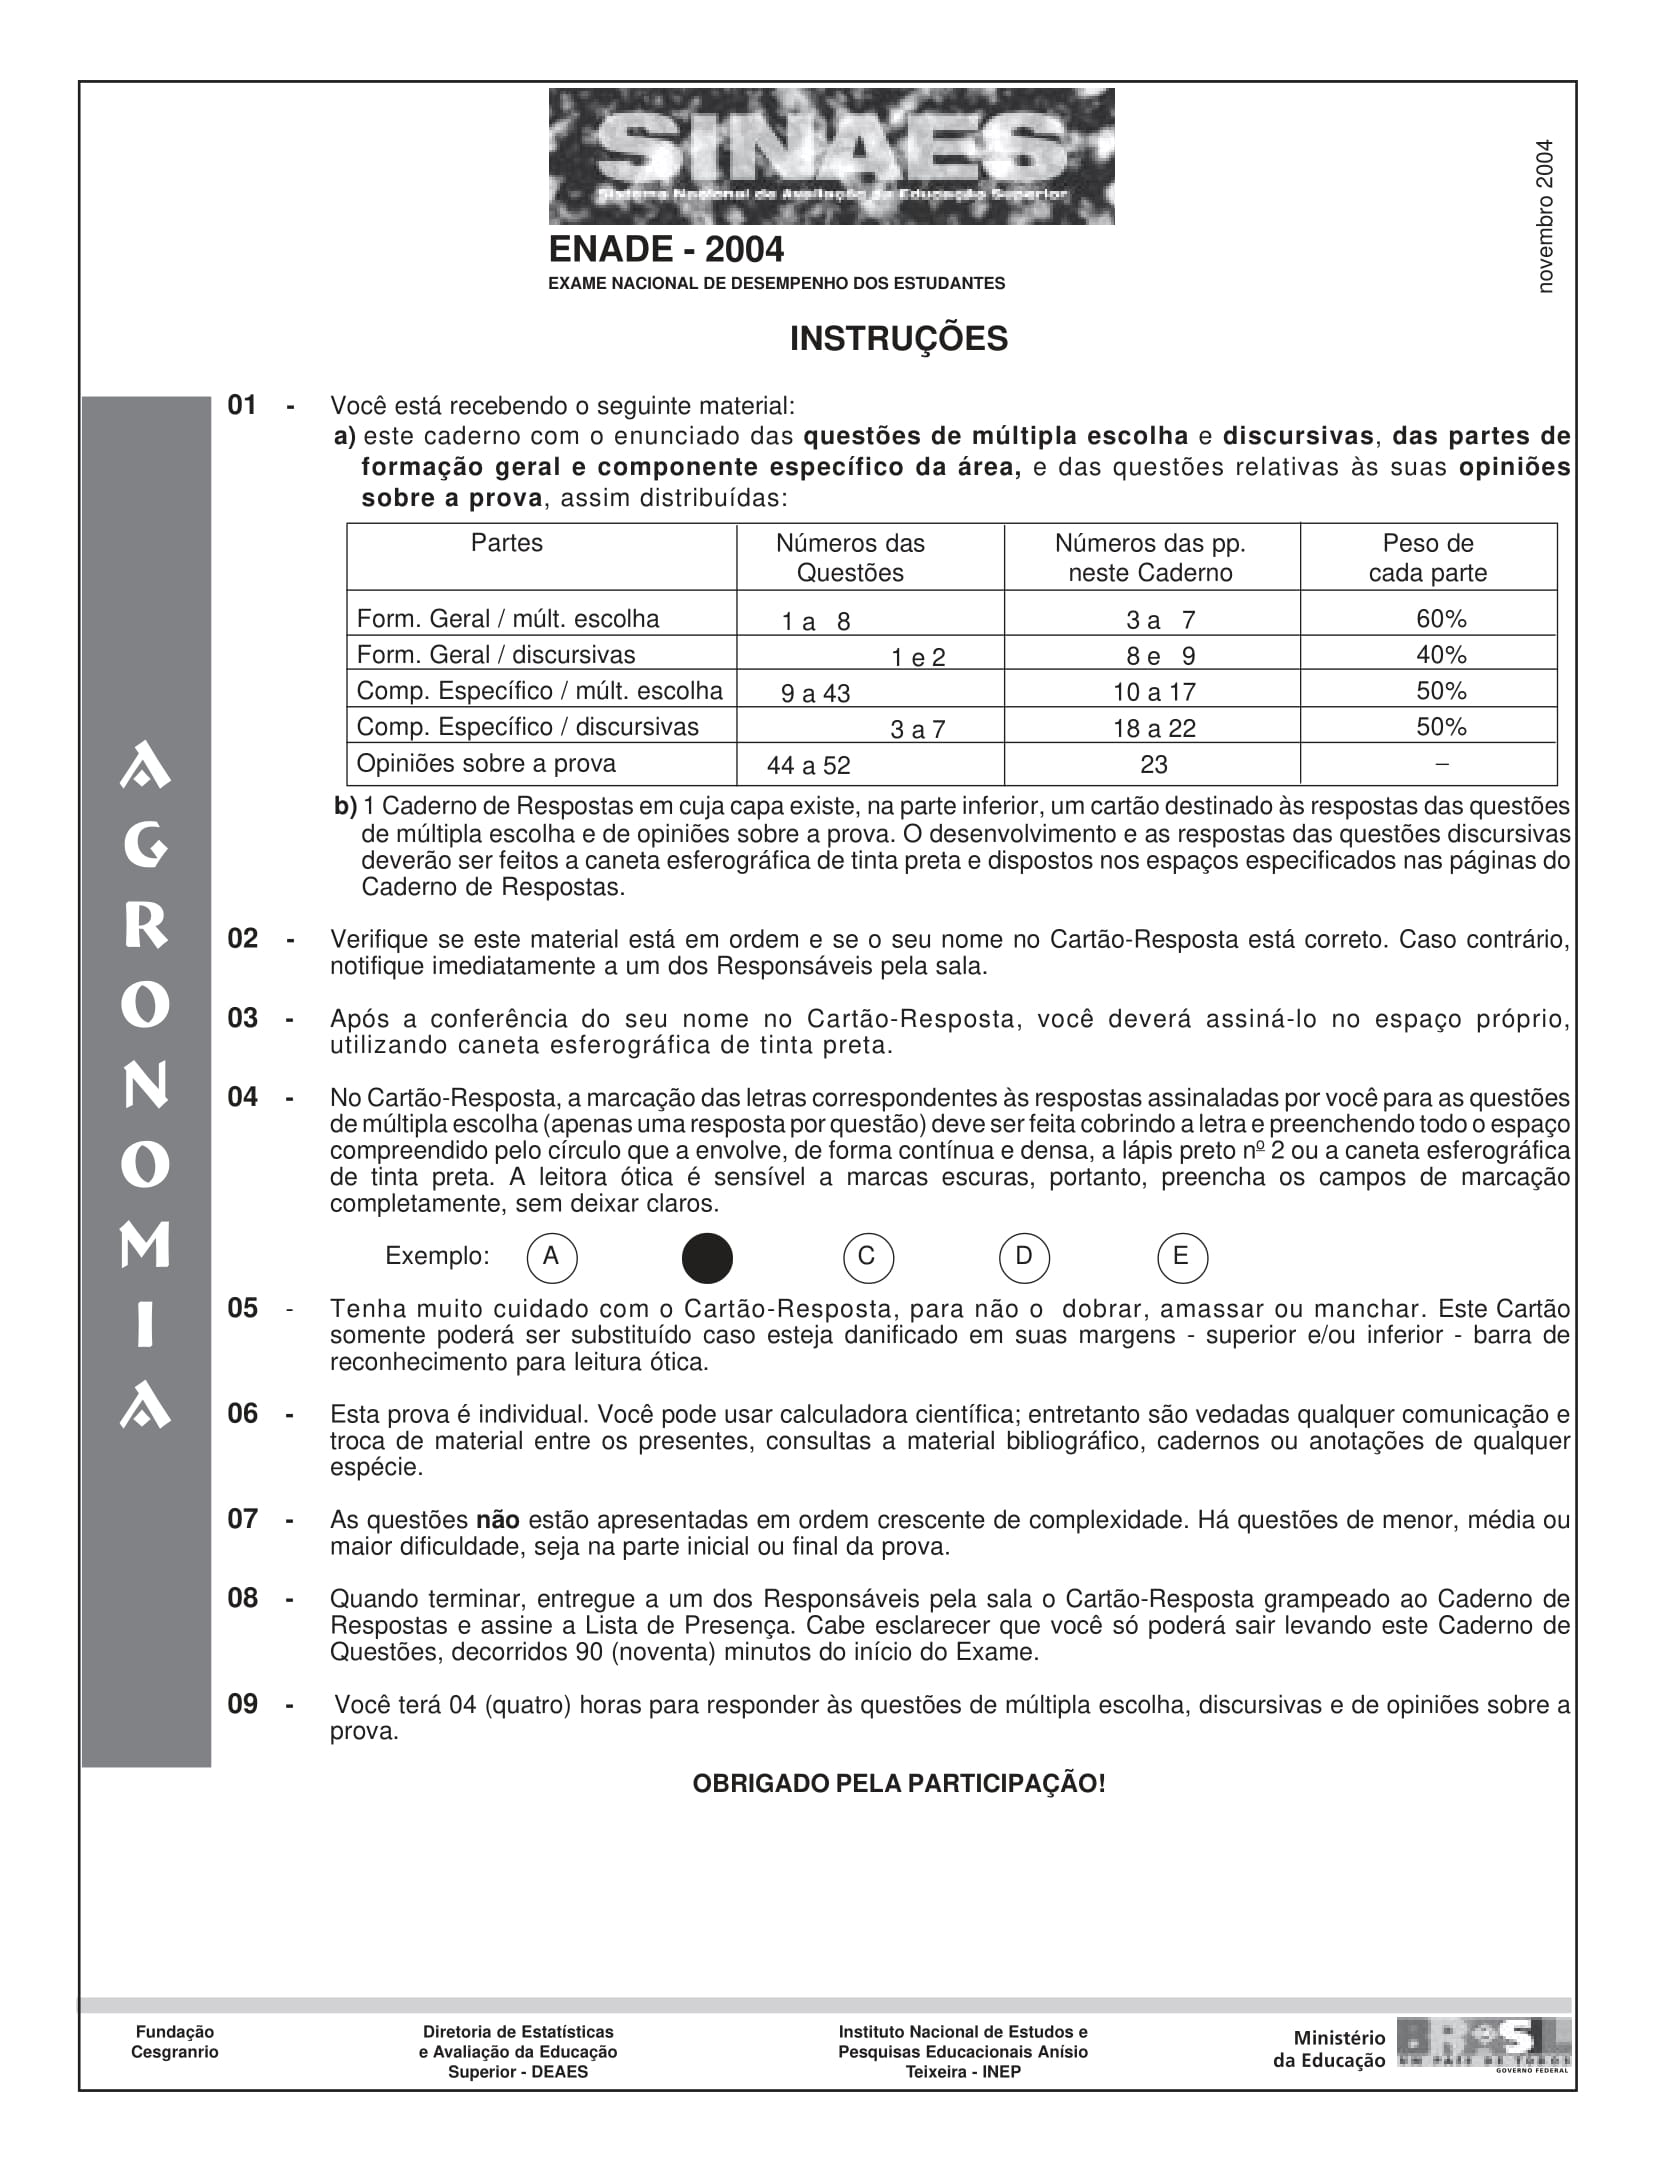 SINAES
Sistema Nacional de Avaliação da Educação Superior
novembro 2004
ENADE - 2004
EXAME NACIONAL DE DESEMPENHO DOS ESTUDANTES
INSTRUÇÕES
AGRONOMIA
01 - Você está recebendo o seguinte material:
a) este caderno com o enunciado das questões de múltipla escolha e discursivas, das partes de
formação geral e componente específico da área, e das questões relativas às suas opiniões
sobre a prova, assim distribuídas:
Partes Números das Questões Números das pp. neste Caderno Peso de cada parte
Form. Geral / múlt. escolha 1 a 8 3 a 7 60%
Form. Geral / discursivas 1 e 2 8 e 9 40%
Comp. Específico / múlt. escolha 9 a 43 10 a 17 50%
Comp. Específico / discursivas 3 a 7 18 a 22 50%
Opiniões sobre a prova 44 a 52 23 –
b) 1 Caderno de Respostas em cuja capa existe, na parte inferior, um cartão destinado às respostas das questões
de múltipla escolha e de opiniões sobre a prova. O desenvolvimento e as respostas das questões discursivas
deverão ser feitos a caneta esferográfica de tinta preta e dispostos nos espaços especificados nas páginas do
Caderno de Respostas.
02 - Verifique se este material está em ordem e se o seu nome no Cartão-Resposta está correto. Caso contrário,
notifique imediatamente a um dos Responsáveis pela sala.
03 - Após a conferência do seu nome no Cartão-Resposta, você deverá assiná-lo no espaço próprio,
utilizando caneta esferográfica de tinta preta.
04 - No Cartão-Resposta, a marcação das letras correspondentes às respostas assinaladas por você para as questões
de múltipla escolha (apenas uma resposta por questão) deve ser feita cobrindo a letra e preenchendo todo o espaço
compreendido pelo círculo que a envolve, de forma contínua e densa, a lápis preto nº 2 ou a caneta esferográfica
de tinta preta. A leitora ótica é sensível a marcas escuras, portanto, preencha os campos de marcação
completamente, sem deixar claros.
Exemplo: A C D E
05 - Tenha muito cuidado com o Cartão-Resposta, para não o dobrar, amassar ou manchar. Este Cartão
somente poderá ser substituído caso esteja danificado em suas margens - superior e/ou inferior - barra de
reconhecimento para leitura ótica.
06 - Esta prova é individual. Você pode usar calculadora científica; entretanto são vedadas qualquer comunicação e
troca de material entre os presentes, consultas a material bibliográfico, cadernos ou anotações de qualquer
espécie.
07 - As questões não estão apresentadas em ordem crescente de complexidade. Há questões de menor, média ou
maior dificuldade, seja na parte inicial ou final da prova.
08 - Quando terminar, entregue a um dos Responsáveis pela sala o Cartão-Resposta grampeado ao Caderno de
Respostas e assine a Lista de Presença. Cabe esclarecer que você só poderá sair levando este Caderno de
Questões, decorridos 90 (noventa) minutos do início do Exame.
09 - Você terá 04 (quatro) horas para responder às questões de múltipla escolha, discursivas e de opiniões sobre a
prova.
OBRIGADO PELA PARTICIPAÇÃO!
Fundação
Cesgranrio
Diretoria de Estatísticas
e Avaliação da Educação
Superior - DEAES
Instituto Nacional de Estudos e
Pesquisas Educacionais Anísio
Teixeira - INEP
Ministério
da Educação
BRASIL
UM PAÍS DE TODOS
GOVERNO FEDERAL